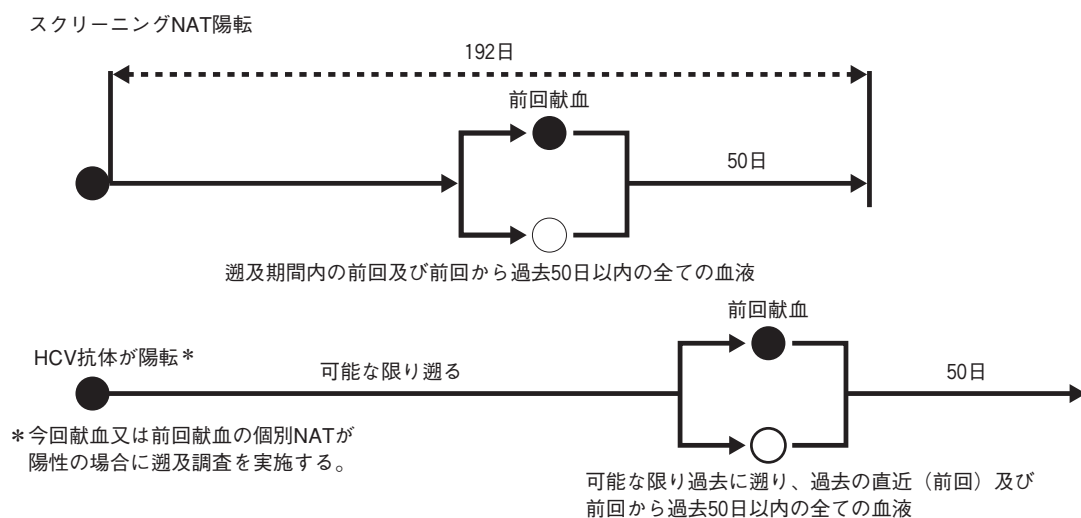 スクリーニングNAT陽転
192日
前回献血
50日
遡及期間内の前回及び前回から過去50日以内の全ての血液
前回献血
HCV抗体が陽転＊
可能な限り遡る
50日
＊今回献血又は前回献血の個別NATが
陽性の場合に遡及調査を実施する。
可能な限り過去に遡り、過去の直近（前回）及び
前回から過去50日以内の全ての血液